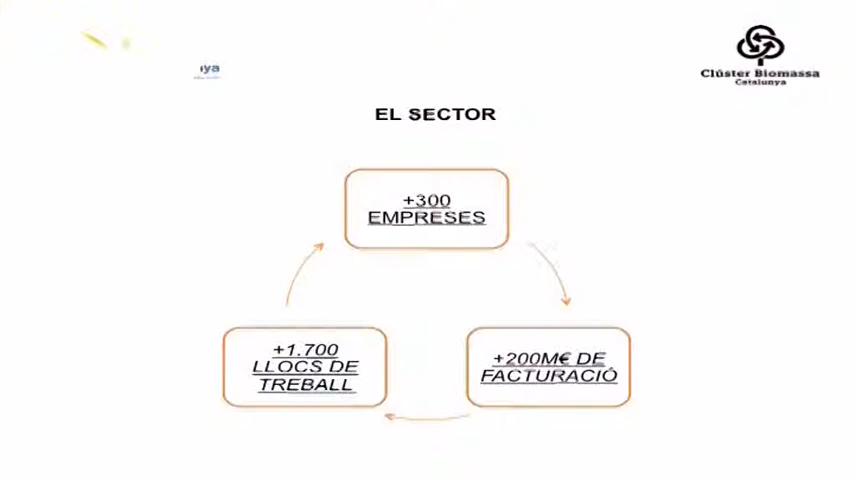 Clúster Biomassa
Catalunya
EL SECTOR
+300
EMPRESES
+1.700
LLOCS DE
TREBALL
+200M€ DE
FACTURACIÓ